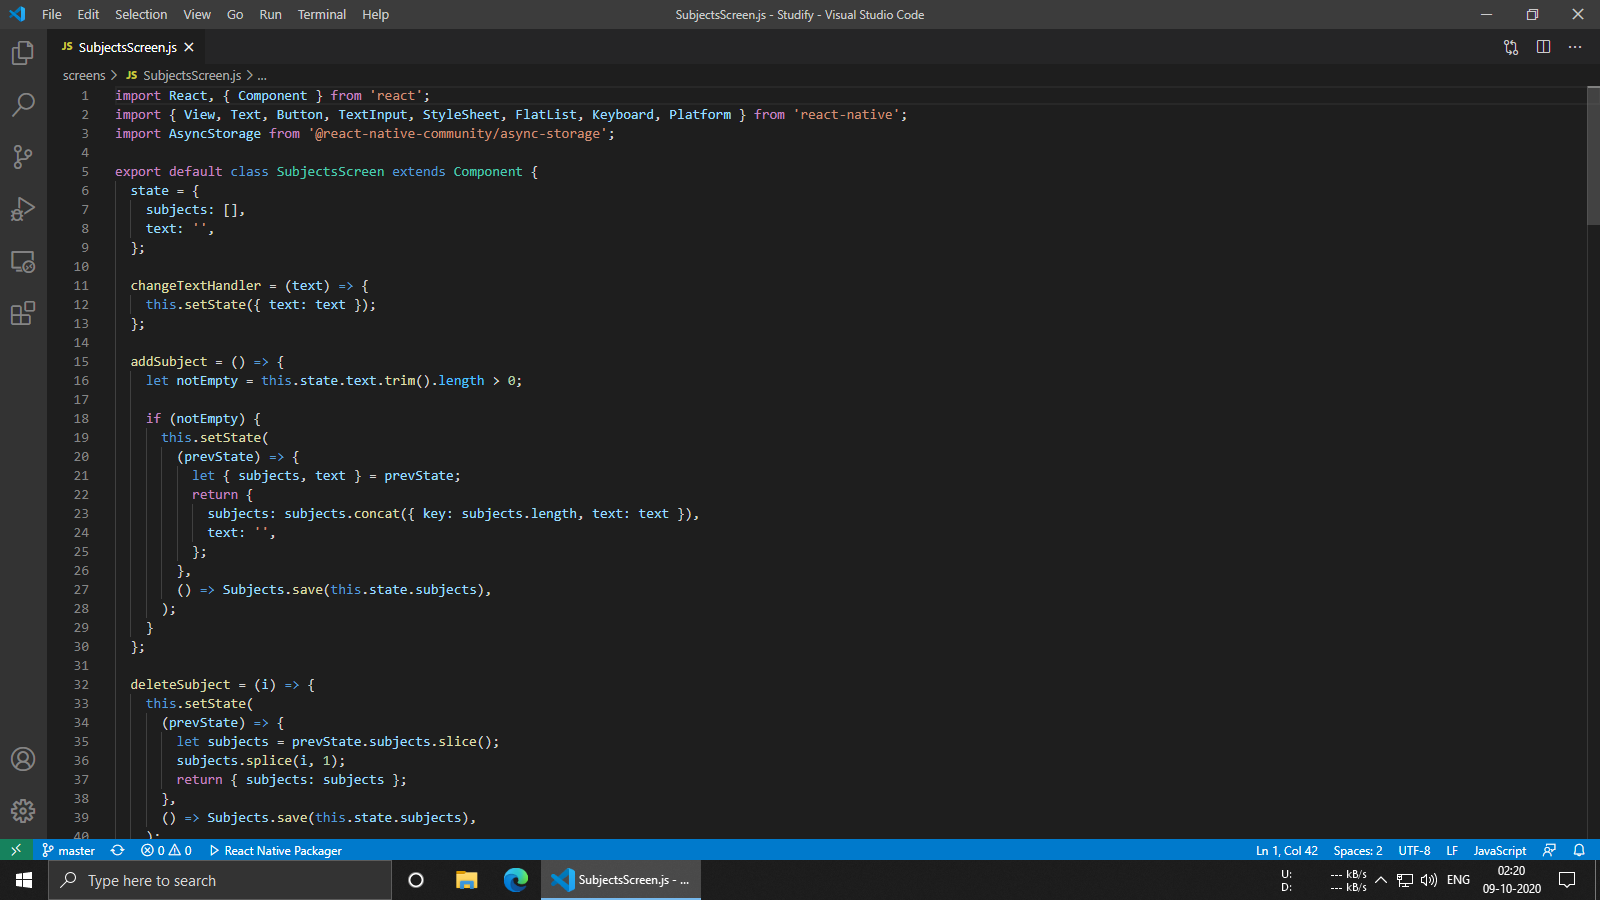 File Edit Selection View Go Run Terminal Help SubjectsScreen.js - Studify - Visual Studio Code
JS SubjectsScreen.js
screens > JS SubjectsScreen.js > ...
1 import React, { Component } from 'react';
2 import { View, Text, Button, TextInput, StyleSheet, FlatList, Keyboard, Platform } from 'react-native';
3 import AsyncStorage from '@react-native-community/async-storage';
4
5 export default class SubjectsScreen extends Component {
6 state = {
7 subjects: [],
8 text: '',
9 };
10
11 changeTextHandler = (text) => {
12 this.setState({ text: text });
13 };
14
15 addSubject = () => {
16 let notEmpty = this.state.text.trim().length > 0;
17
18 if (notEmpty) {
19 this.setState(
20 (prevState) => {
21 let { subjects, text } = prevState;
22 return {
23 subjects: subjects.concat({ key: subjects.length, text: text }),
24 text: '',
25 };
26 },
27 () => Subjects.save(this.state.subjects),
28 );
29 }
30 };
31
32 deleteSubject = (i) => {
33 this.setState(
34 (prevState) => {
35 let subjects = prevState.subjects.slice();
36 subjects.splice(i, 1);
37 return { subjects: subjects };
38 },
39 () => Subjects.save(this.state.subjects),
40 );
master 0 0 React Native Packager Ln 1, Col 42 Spaces: 2 UTF-8 LF JavaScript
Type here to search SubjectsScreen.js - ... U: --- kB/s ENG 02:20
D: --- kB/s 09-10-2020